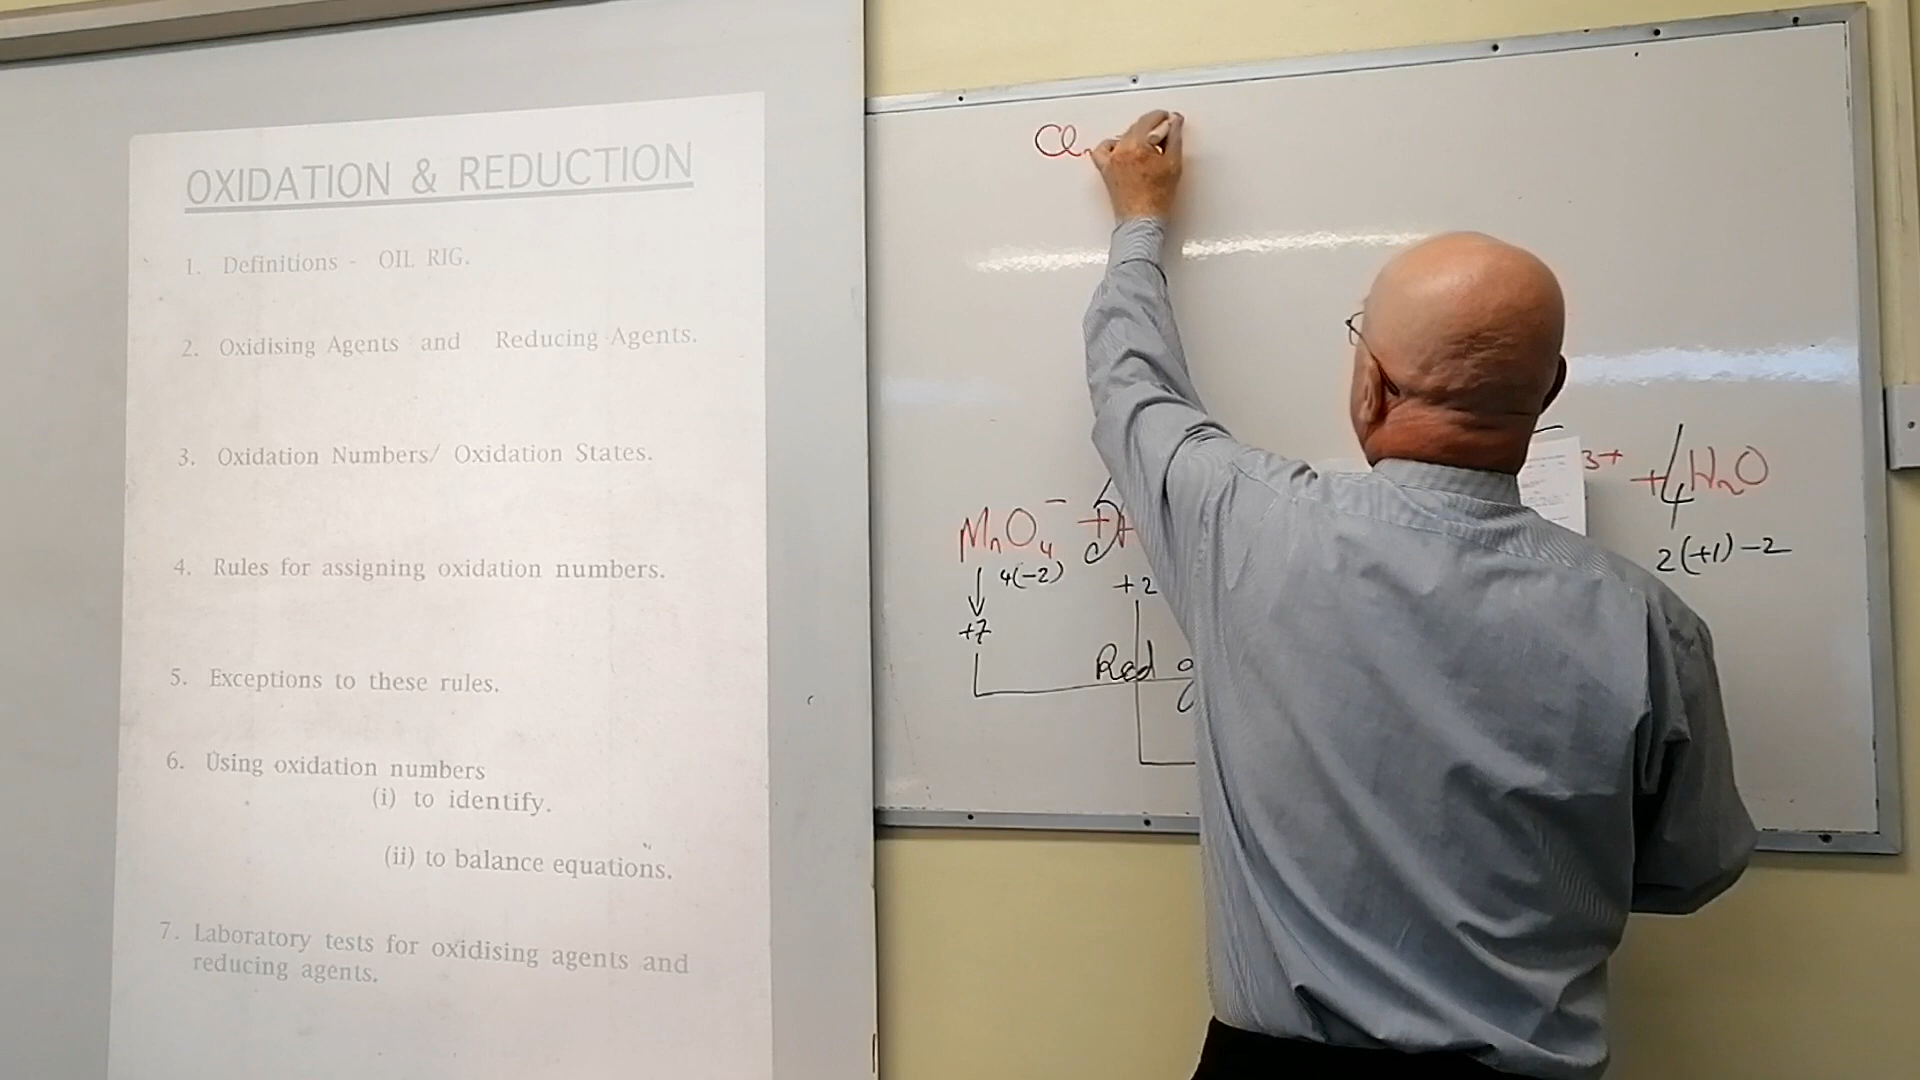 OXIDATION & REDUCTION
1. Definitions - OIL RIG.
2. Oxidising Agents and Reducing Agents.
3. Oxidation Numbers/ Oxidation States.
4. Rules for assigning oxidation numbers.
5. Exceptions to these rules.
6. Using oxidation numbers
(i) to identify.
(ii) to balance equations.
7. Laboratory tests for oxidising agents and
reducing agents.
Cl₂
MnO₄⁻ +
3+ + 4H₂O
4(-2)
+2
2(+1)-2
+7
Red